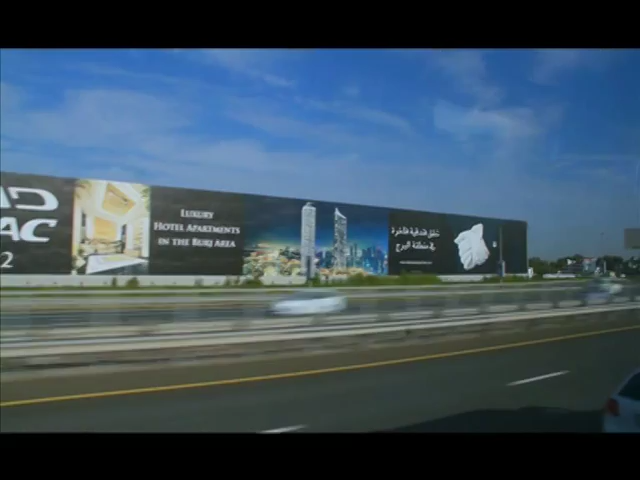 AC
2
LUXURY
HOTEL APARTMENTS
IN THE BURJ AREA
شقق فندقية فاخرة
في منطقة البرج